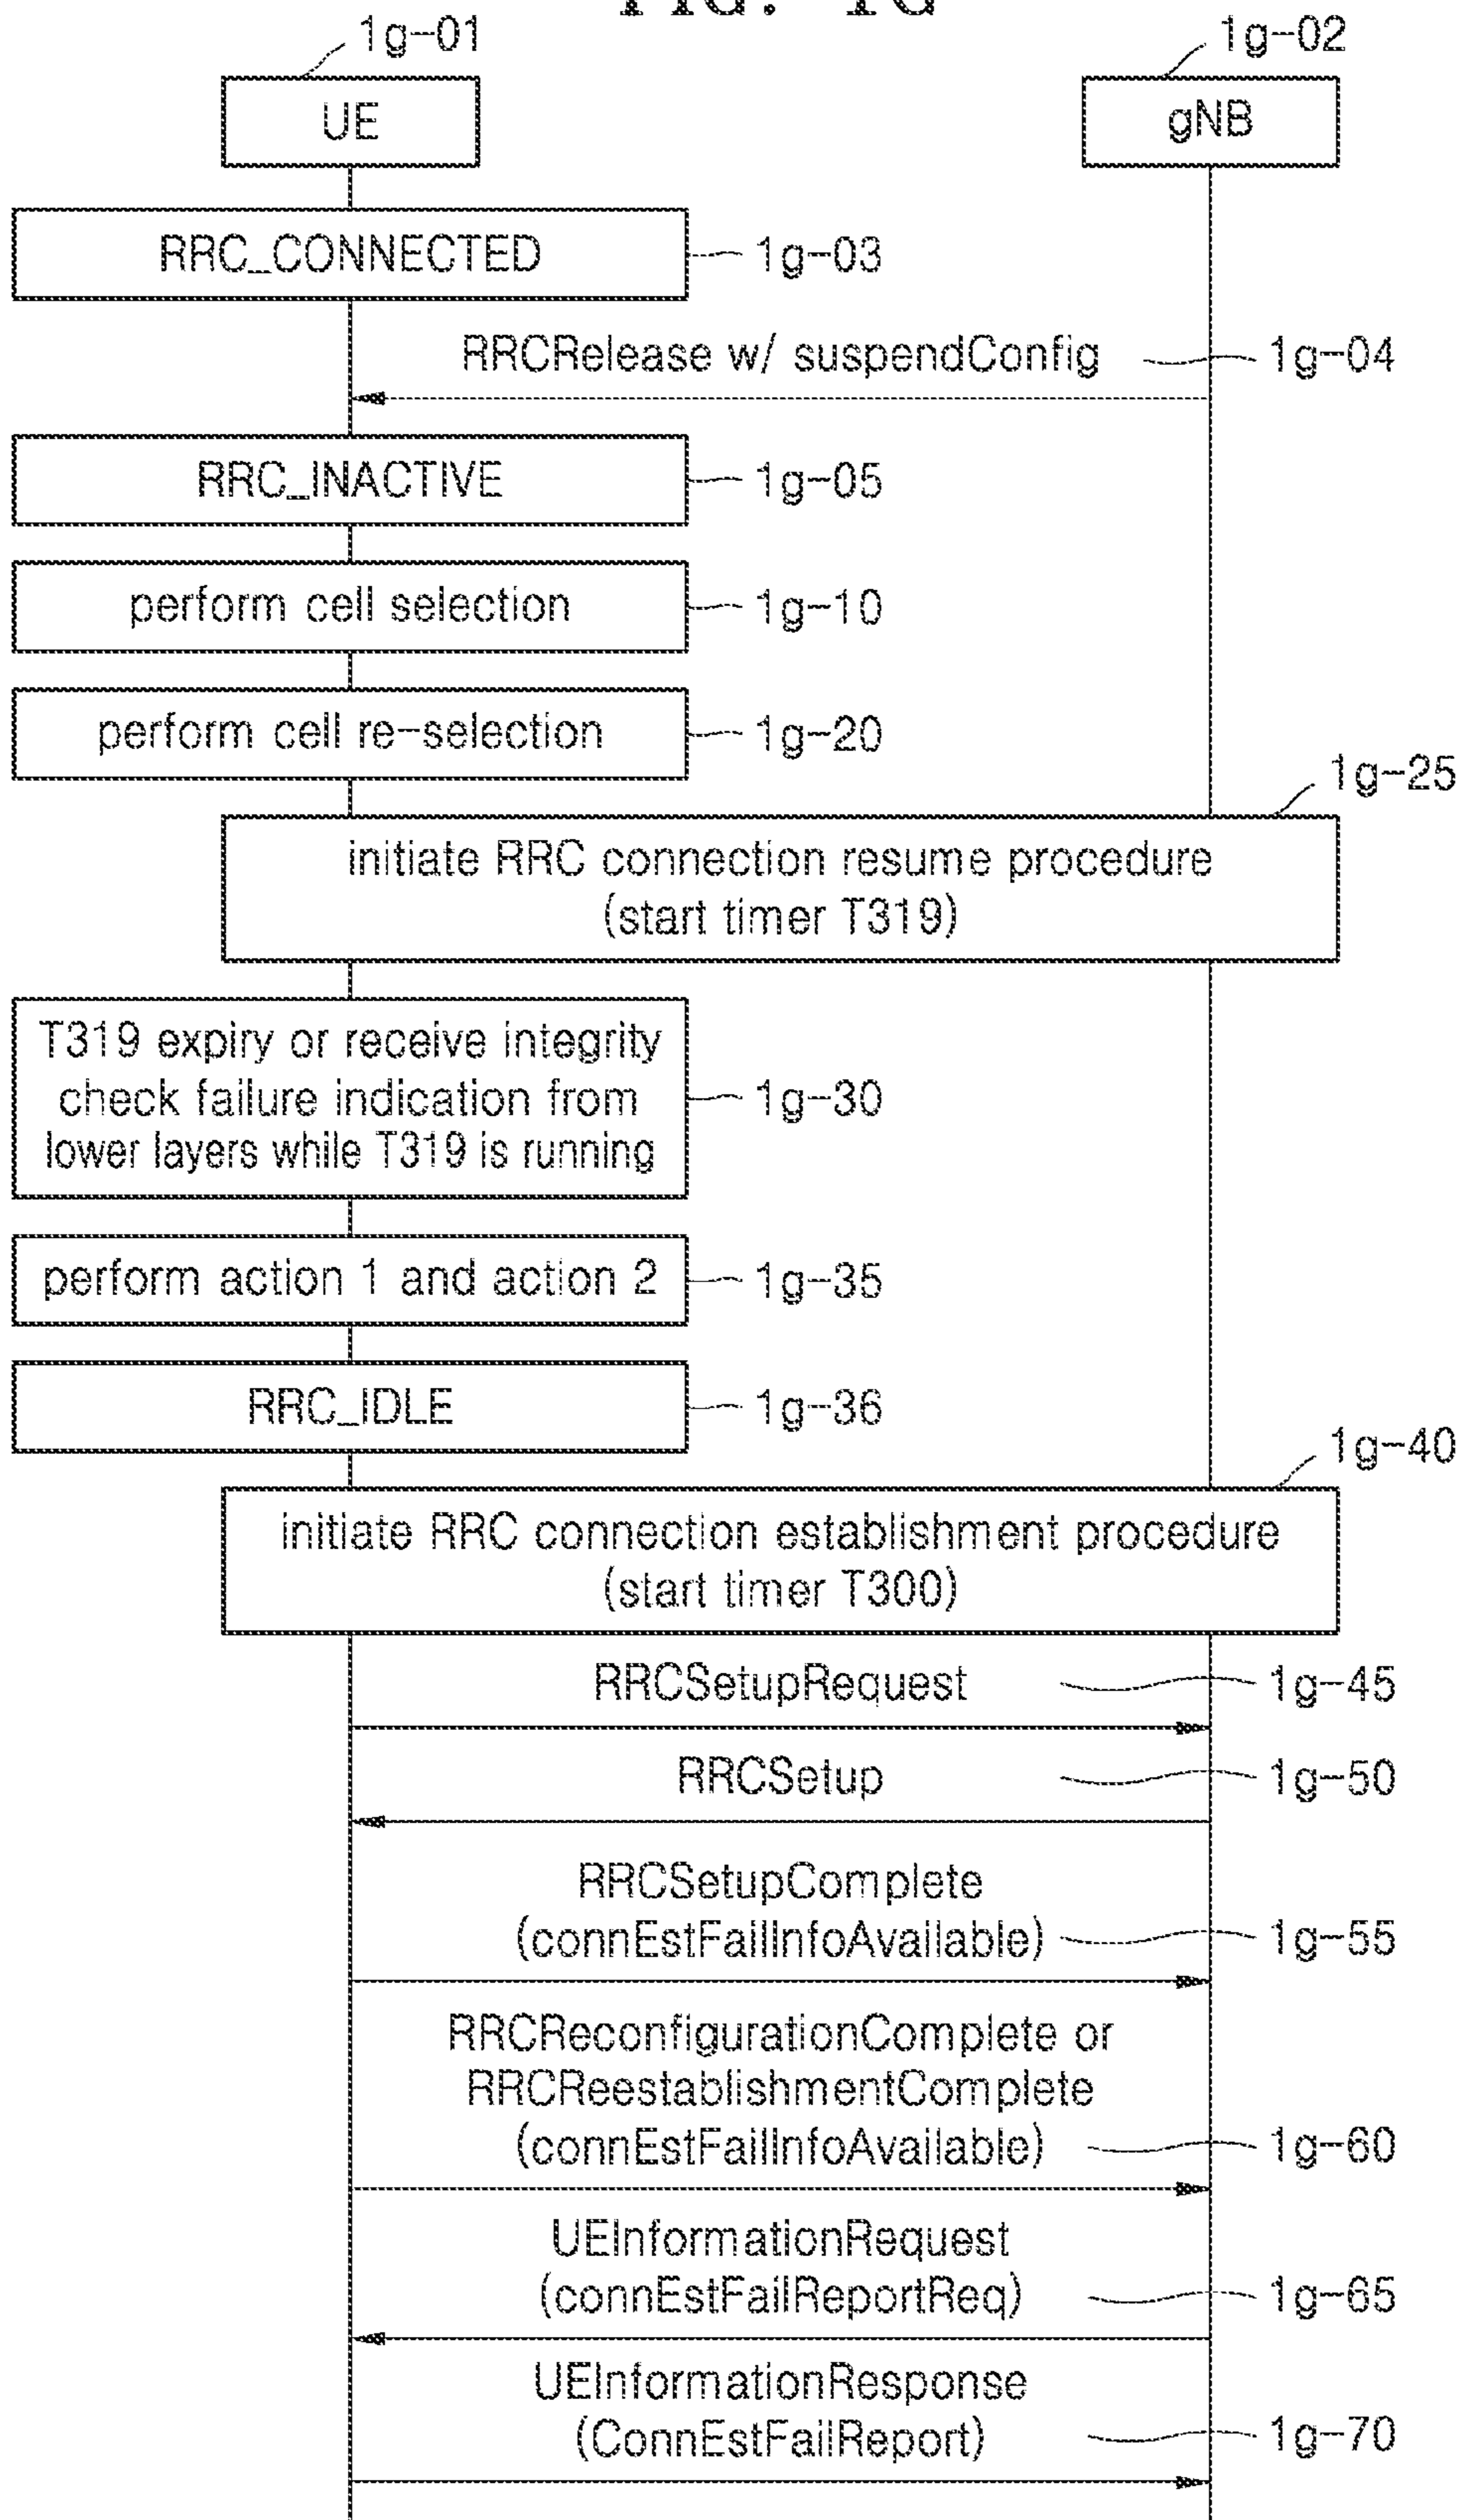 FIG. 1G
1g-01
1g-02
UE
gNB
RRC_CONNECTED
1g-03
RRCRelease w/ suspendConfig
1g-04
RRC_INACTIVE
1g-05
perform cell selection
1g-10
perform cell re-selection
1g-20
1g-25
initiate RRC connection resume procedure
(start timer T319)
T319 expiry or receive integrity
check failure indication from
lower layers while T319 is running
1g-30
perform action 1 and action 2
1g-35
RRC_IDLE
1g-36
1g-40
initiate RRC connection establishment procedure
(start timer T300)
RRCSetupRequest
1g-45
RRCSetup
1g-50
RRCSetupComplete
(connEstFailInfoAvailable)
1g-55
RRCReconfigurationComplete or
RRCReestablishmentComplete
(connEstFailInfoAvailable)
1g-60
UEInformationRequest
(connEstFailReportReq)
1g-65
UEInformationResponse
(ConnEstFailReport)
1g-70